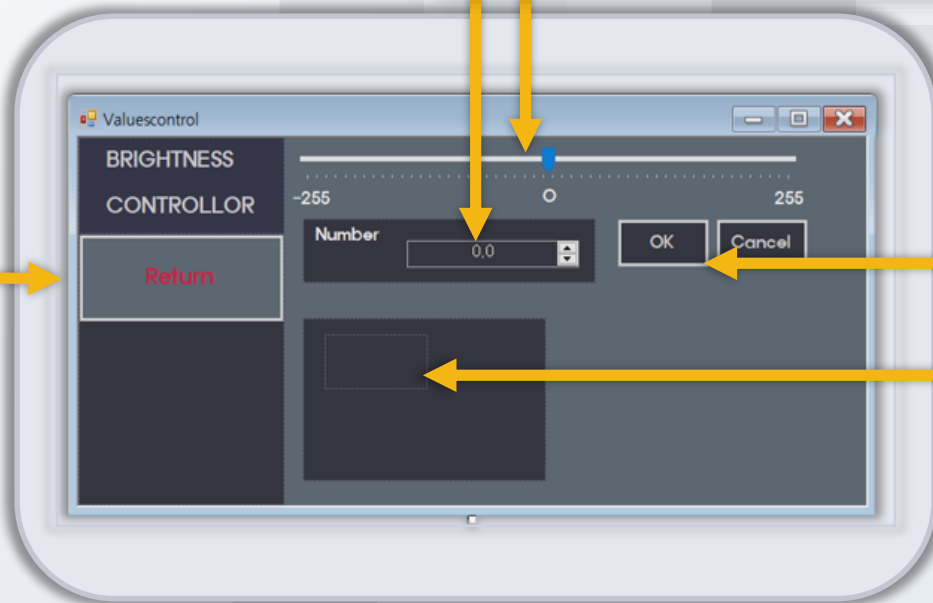 Valuescontrol
BRIGHTNESS
CONTROLLOR
Return
-255
0
255
Number
0.0
OK
Cancel